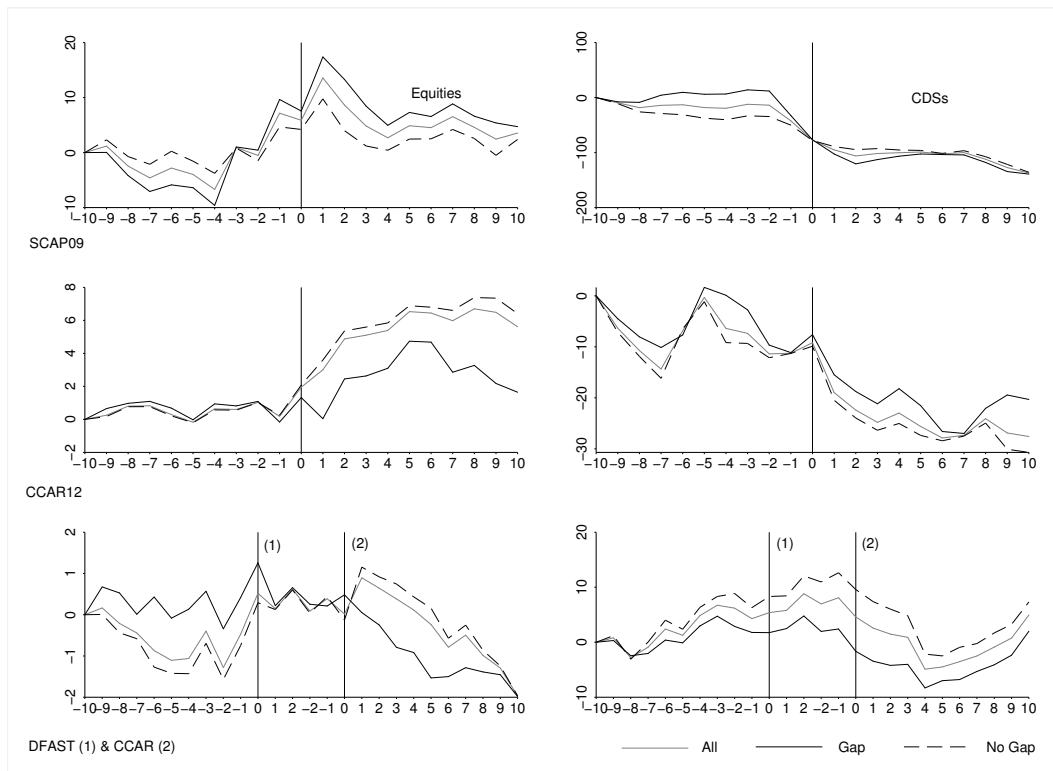 20
10
0
−10
Equities
−10 −9 −8 −7 −6 −5 −4 −3 −2 −1 0 1 2 3 4 5 6 7 8 9 10
100
0
−100
−200
CDSs
−10 −9 −8 −7 −6 −5 −4 −3 −2 −1 0 1 2 3 4 5 6 7 8 9 10
SCAP09
8
6
4
2
0
−2
−10 −9 −8 −7 −6 −5 −4 −3 −2 −1 0 1 2 3 4 5 6 7 8 9 10
0
−10
−20
−30
−10 −9 −8 −7 −6 −5 −4 −3 −2 −1 0 1 2 3 4 5 6 7 8 9 10
CCAR12
2
1
0
−1
−2
(1) (2)
−10 −9 −8 −7 −6 −5 −4 −3 −2 −1 0 1 2 −2 −1 0 1 2 3 4 5 6 7 8 9 10
20
10
0
−10
(1) (2)
−10 −9 −8 −7 −6 −5 −4 −3 −2 −1 0 1 2 −2 −1 0 1 2 3 4 5 6 7 8 9 10
DFAST (1) & CCAR (2)
All Gap No Gap